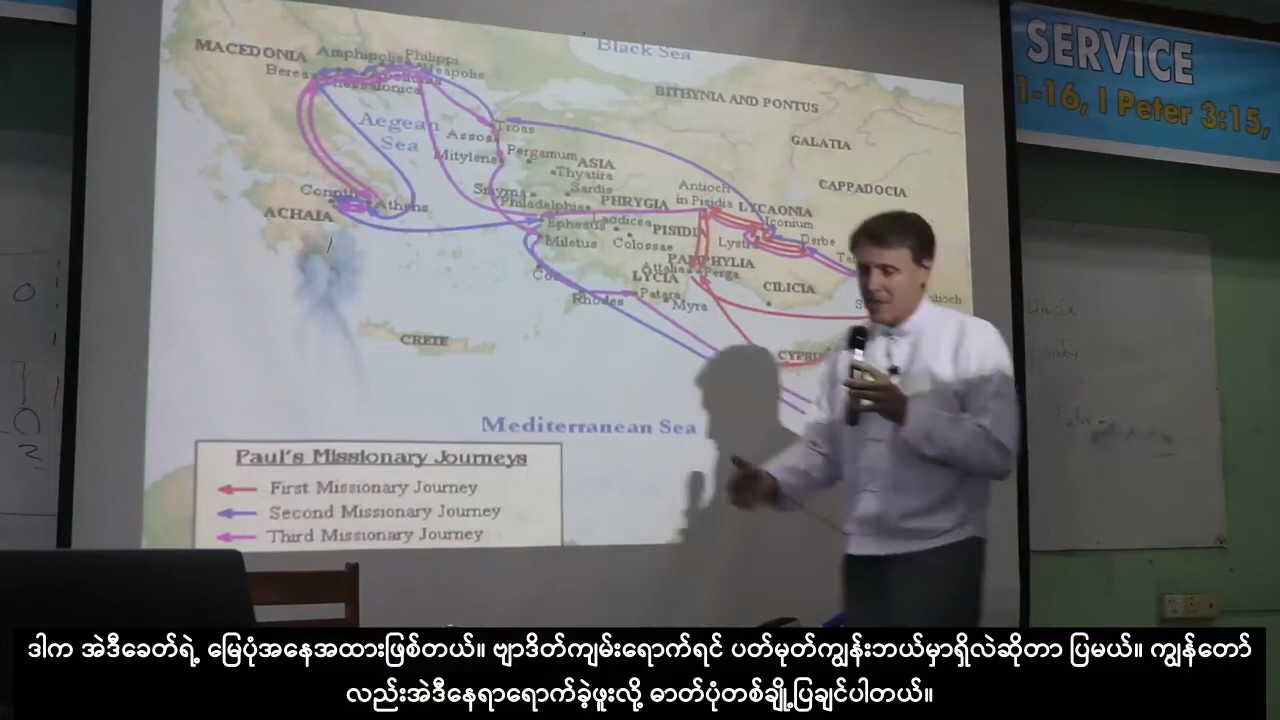 SERVICE
1-16, I Peter 3:15,
Black Sea
MACEDONIA
Amphipolis
Philippi
Neapolis
Berea
Thessalonica
BITHYNIA AND PONTUS
Aegean
Sea
Troas
Assos
GALATIA
Mitylene
Pergamum
ASIA
Thyatira
Smyrna
Sardis
Antioch
in Pisidia
CAPPADOCIA
Corinth
Athens
Philadelphia
PHRYGIA
LYCAONIA
Iconium
ACHAIA
Ephesus
Laodicea
PISIDI
Lystr
Derbe
Miletus
Colossae
PAMPHYLIA
Attalia
Perga
LYCIA
CILICIA
Rhodes
Patara
Myra
tioch
CRETE
CYPRU
Mediterranean Sea
Paul's Missionary Journeys
First Missionary Journey
Second Missionary Journey
Third Missionary Journey
ဒါက အဲဒီခေတ်ရဲ့ မြေပုံအနေအထားဖြစ်တယ်။ ဗျာဒိတ်ကျမ်းရောက်ရင် ပတ်မုတ်ကျွန်းဘယ်မှာရှိလဲဆိုတာ ပြမယ်။ ကျွန်တော်
လည်းအဲဒီနေရာရောက်ခဲ့ဖူးလို့ ဓာတ်ပုံတစ်ချို့ပြချင်ပါတယ်။